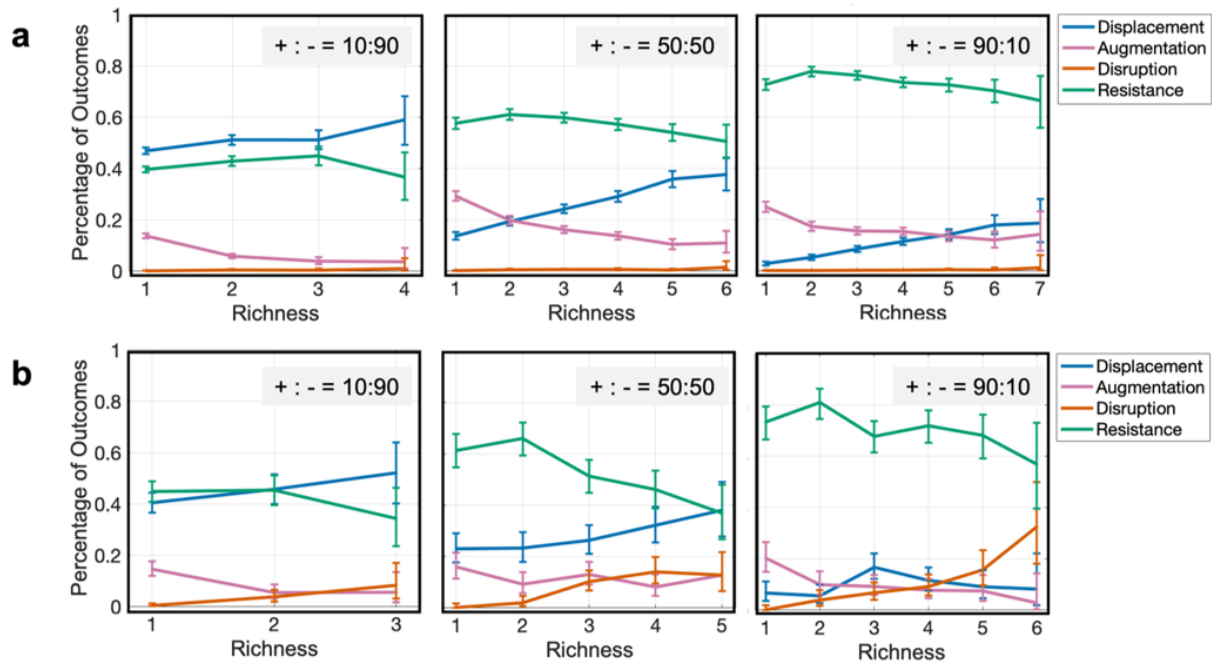 a
+ : - = 10:90
+ : - = 50:50
+ : - = 90:10
Displacement
Augmentation
Disruption
Resistance
Percentage of Outcomes
1
0.8
0.6
0.4
0.2
0
1 2 3 4
1 2 3 4 5 6
1 2 3 4 5 6 7
Richness
Richness
Richness
b
+ : - = 10:90
+ : - = 50:50
+ : - = 90:10
Displacement
Augmentation
Disruption
Resistance
Percentage of Outcomes
1
0.8
0.6
0.4
0.2
0
1 2 3
1 2 3 4 5
1 2 3 4 5 6
Richness
Richness
Richness